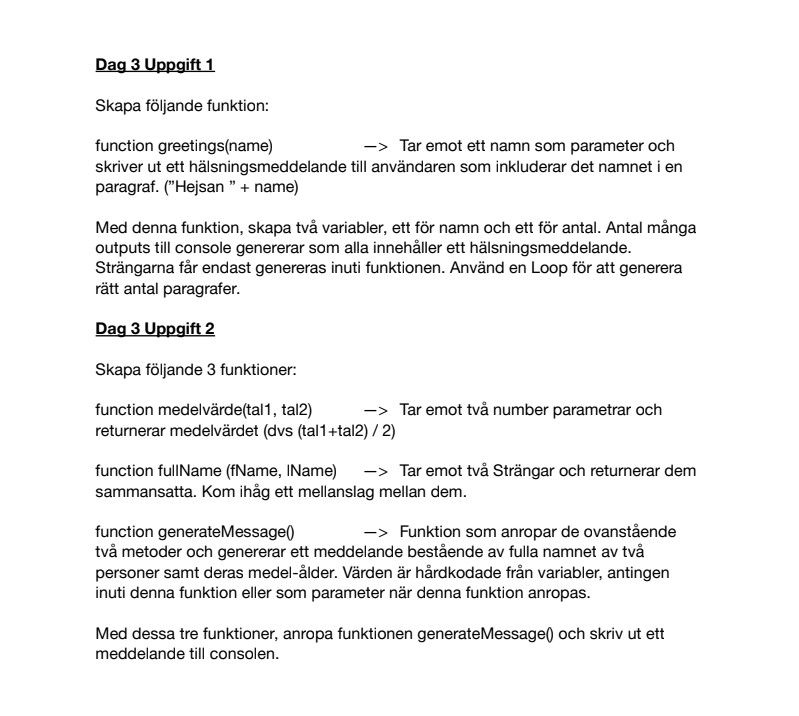 Dag 3 Uppgift 1
Skapa följande funktion:
function greetings(name) —> Tar emot ett namn som parameter och
skriver ut ett hälsningsmeddelande till användaren som inkluderar det namnet i en
paragraf. (”Hejsan ” + name)
Med denna funktion, skapa två variabler, ett för namn och ett för antal. Antal många
outputs till console genererar som alla innehåller ett hälsningsmeddelande.
Strängarna får endast genereras inuti funktionen. Använd en Loop för att generera
rätt antal paragrafer.
Dag 3 Uppgift 2
Skapa följande 3 funktioner:
function medelvärde(tal1, tal2) —> Tar emot två number parametrar och
returnerar medelvärdet (dvs (tal1+tal2) / 2)
function fullName (fName, lName) —> Tar emot två Strängar och returnerar dem
sammansatta. Kom ihåg ett mellanslag mellan dem.
function generateMessage() —> Funktion som anropar de ovanstående
två metoder och genererar ett meddelande bestående av fulla namnet av två
personer samt deras medel-ålder. Värden är hårdkodade från variabler, antingen
inuti denna funktion eller som parameter när denna funktion anropas.
Med dessa tre funktioner, anropa funktionen generateMessage() och skriv ut ett
meddelande till consolen.